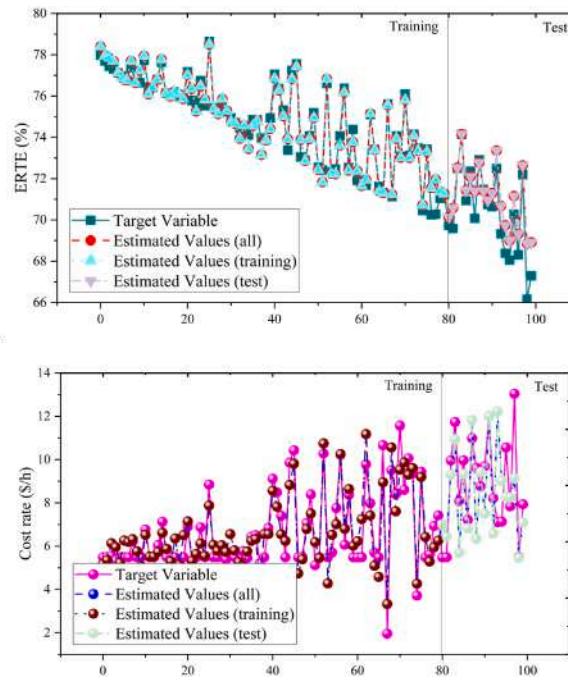 78
76
74
72
70
68
66
ERTE (%)
Training
Test
Target Variable
Estimated Values (all)
Estimated Values (training)
Estimated Values (test)
0
20
40
60
80
100
14
12
10
8
6
4
2
Cost rate ($/h)
Training
Test
Target Variable
Estimated Values (all)
Estimated Values (training)
Estimated Values (test)
0
20
40
60
80
100